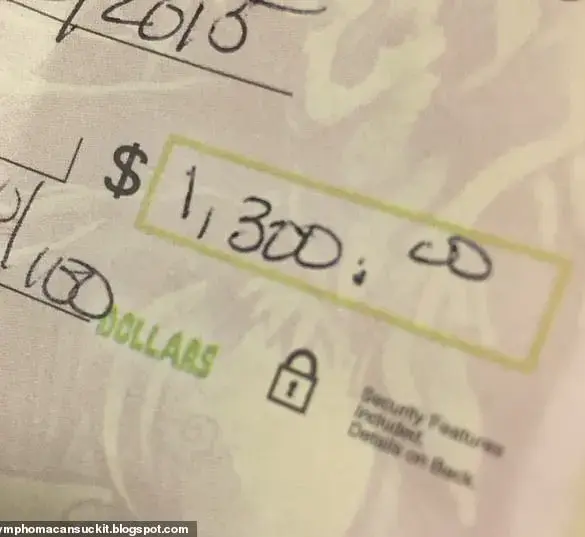 /2015
$ 1,300.00
/100 DOLLARS
Security Features
Included.
Details on Back.
ymphomacansuckit.blogspot.com